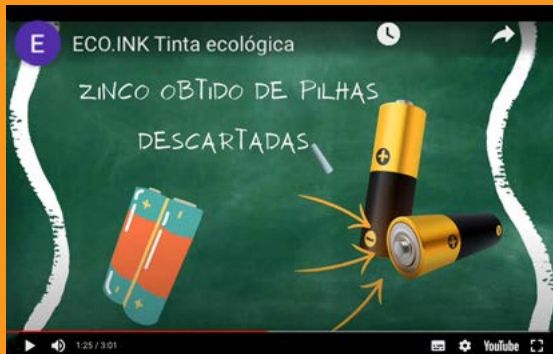 E ECO.INK Tinta ecológica
ZINCO OBTIDO DE PILHAS
DESCARTADAS
1:25 / 3:01
YouTube